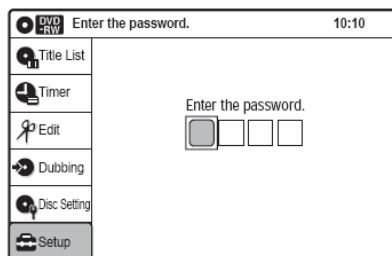 DVD -RW Enter the password. 10:10
Title List
Timer
Enter the password.
Edit
Dubbing
Disc Setting
Setup